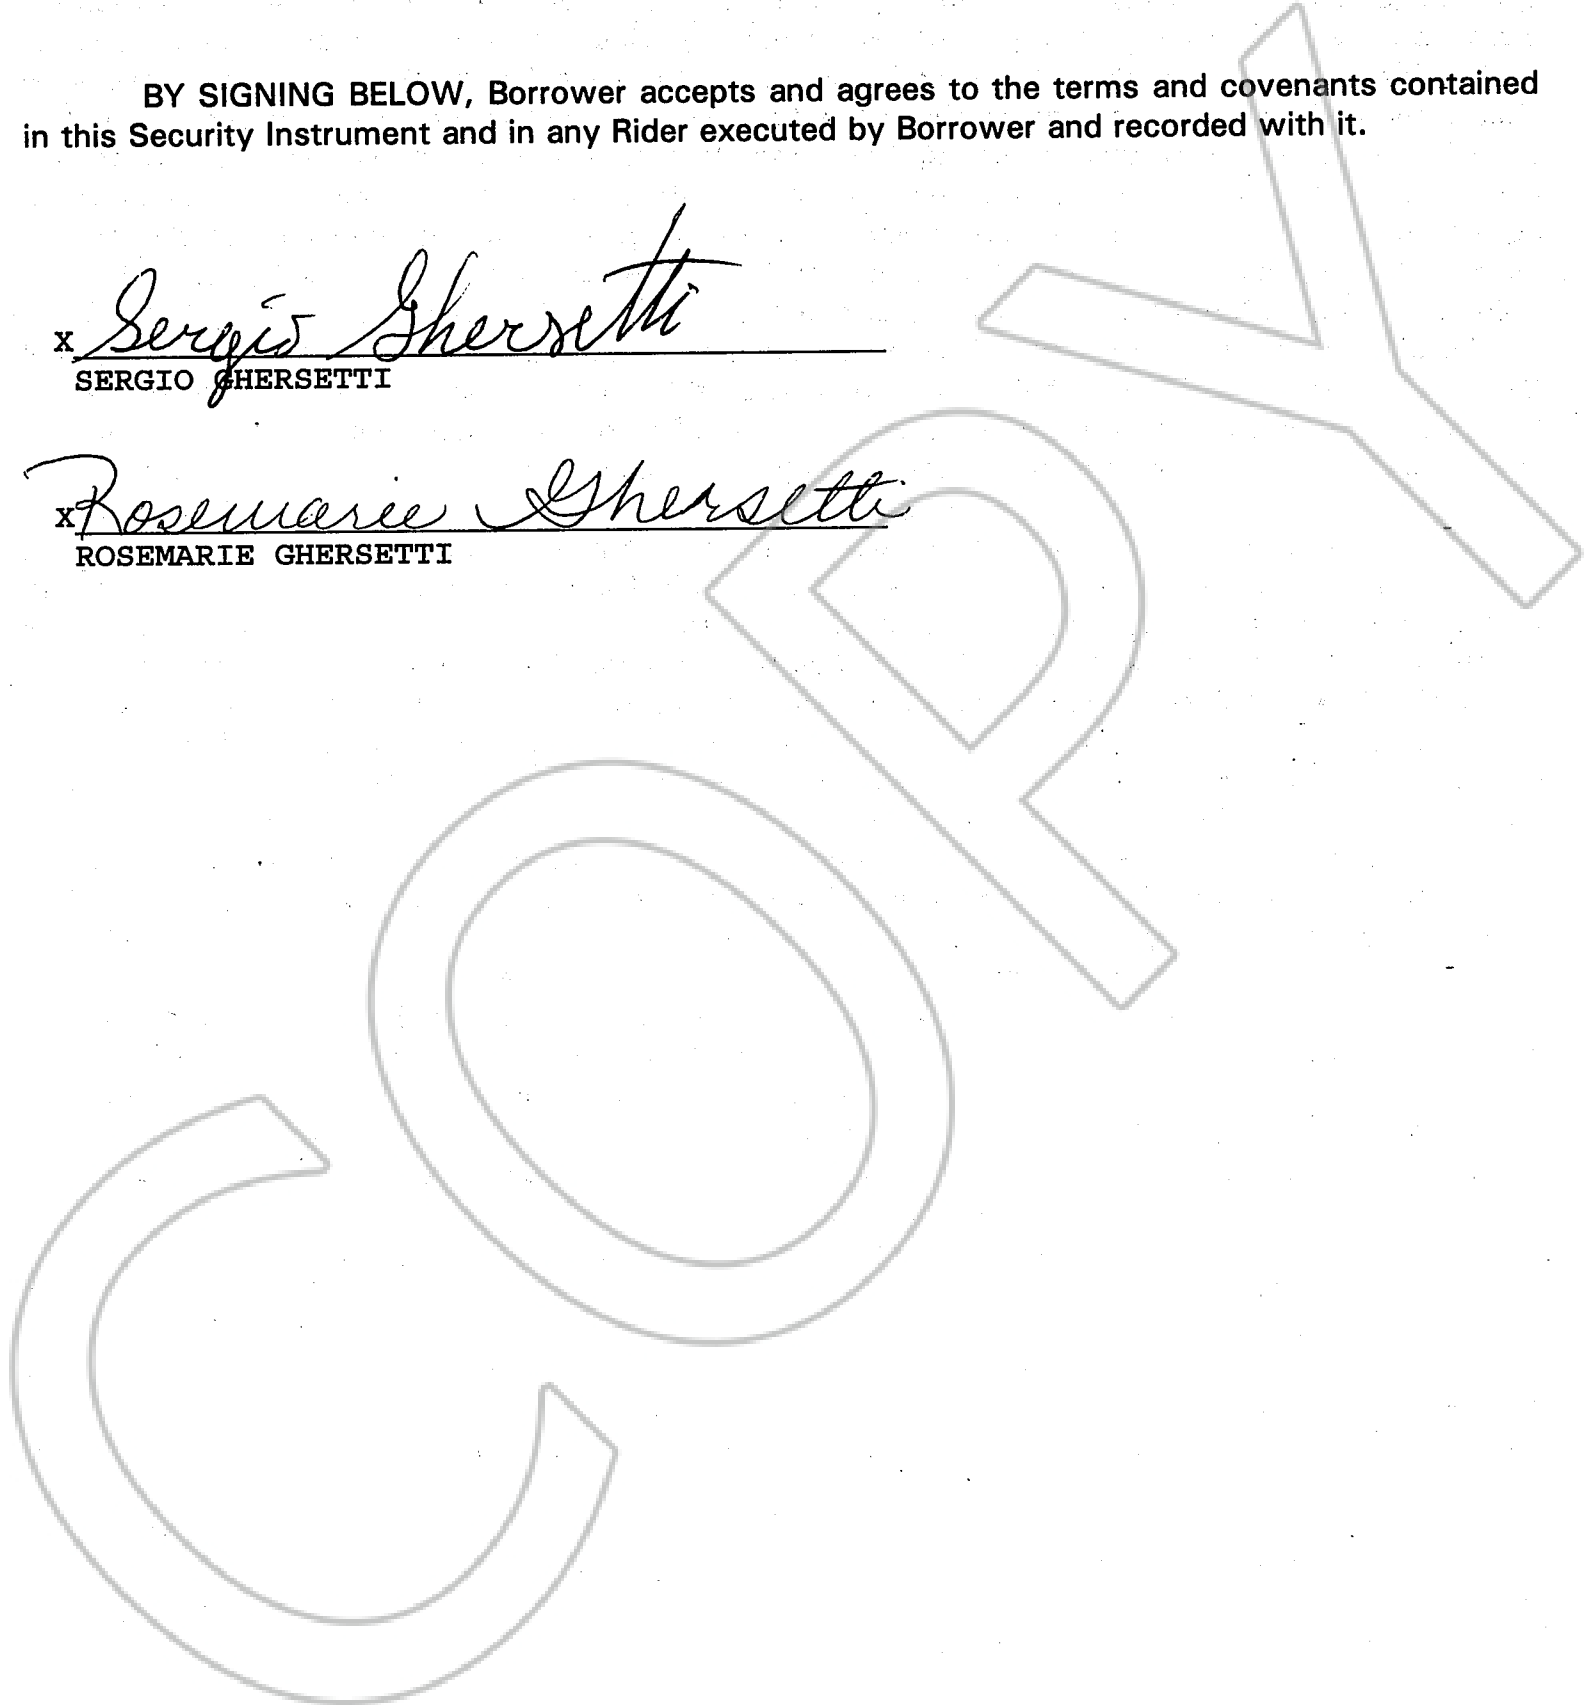 BY SIGNING BELOW, Borrower accepts and agrees to the terms and covenants contained
in this Security Instrument and in any Rider executed by Borrower and recorded with it.
x Sergio Ghersetti
SERGIO GHERSETTI
x Rosemarie Ghersetti
ROSEMARIE GHERSETTI
COPY